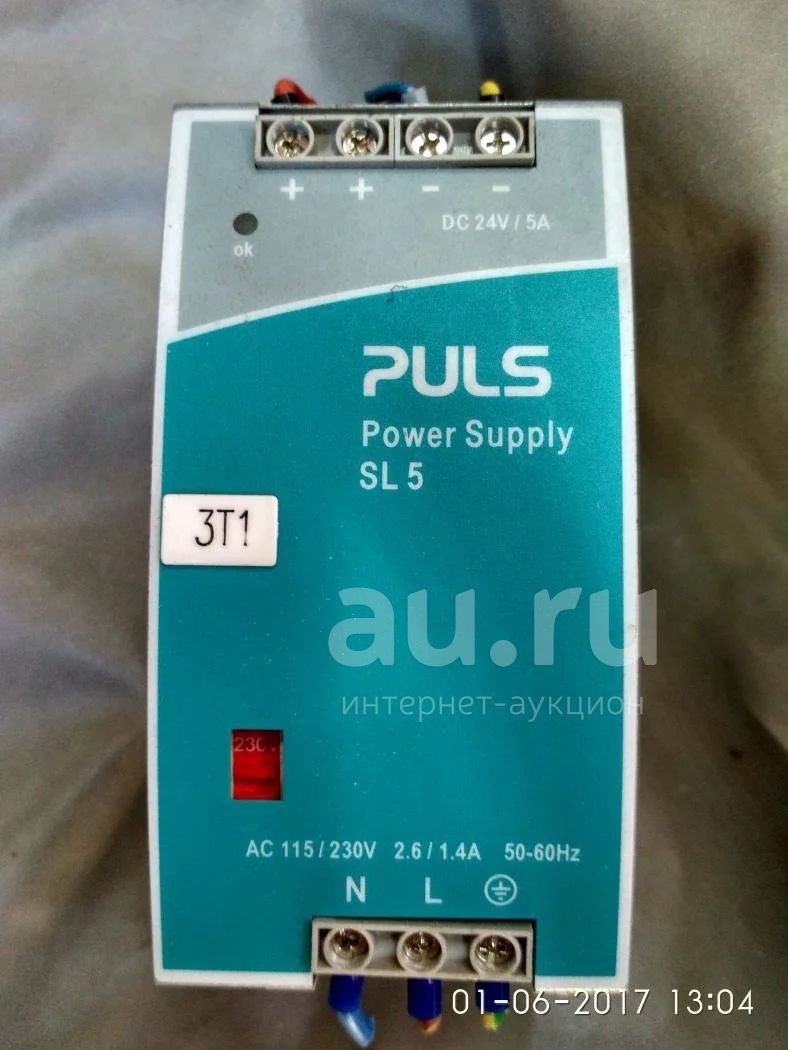 + + - -
DC 24V / 5A
ok
PULS
Power Supply
SL 5
3T1
au.ru
интернет-аукцион
230V
AC 115 / 230V 2.6 / 1.4A 50-60Hz
N L
01-06-2017 13:04